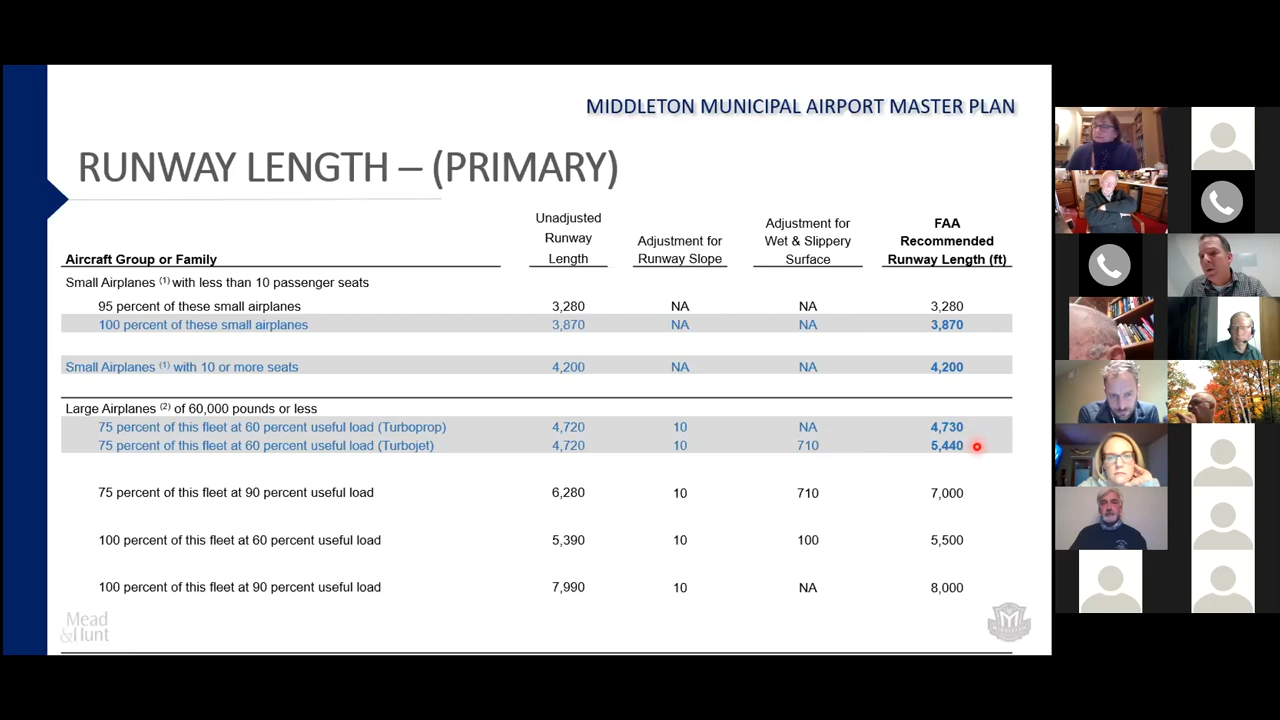 MIDDLETON MUNICIPAL AIRPORT MASTER PLAN
RUNWAY LENGTH – (PRIMARY)
Aircraft Group or Family Unadjusted Runway Length Adjustment for Runway Slope Adjustment for Wet & Slippery Surface FAA Recommended Runway Length (ft)
Small Airplanes (1) with less than 10 passenger seats
95 percent of these small airplanes 3,280 NA NA 3,280
100 percent of these small airplanes 3,870 NA NA 3,870
Small Airplanes (1) with 10 or more seats 4,200 NA NA 4,200
Large Airplanes (2) of 60,000 pounds or less
75 percent of this fleet at 60 percent useful load (Turboprop) 4,720 10 NA 4,730
75 percent of this fleet at 60 percent useful load (Turbojet) 4,720 10 710 5,440
75 percent of this fleet at 90 percent useful load 6,280 10 710 7,000
100 percent of this fleet at 60 percent useful load 5,390 10 100 5,500
100 percent of this fleet at 90 percent useful load 7,990 10 NA 8,000
Mead
&Hunt
M